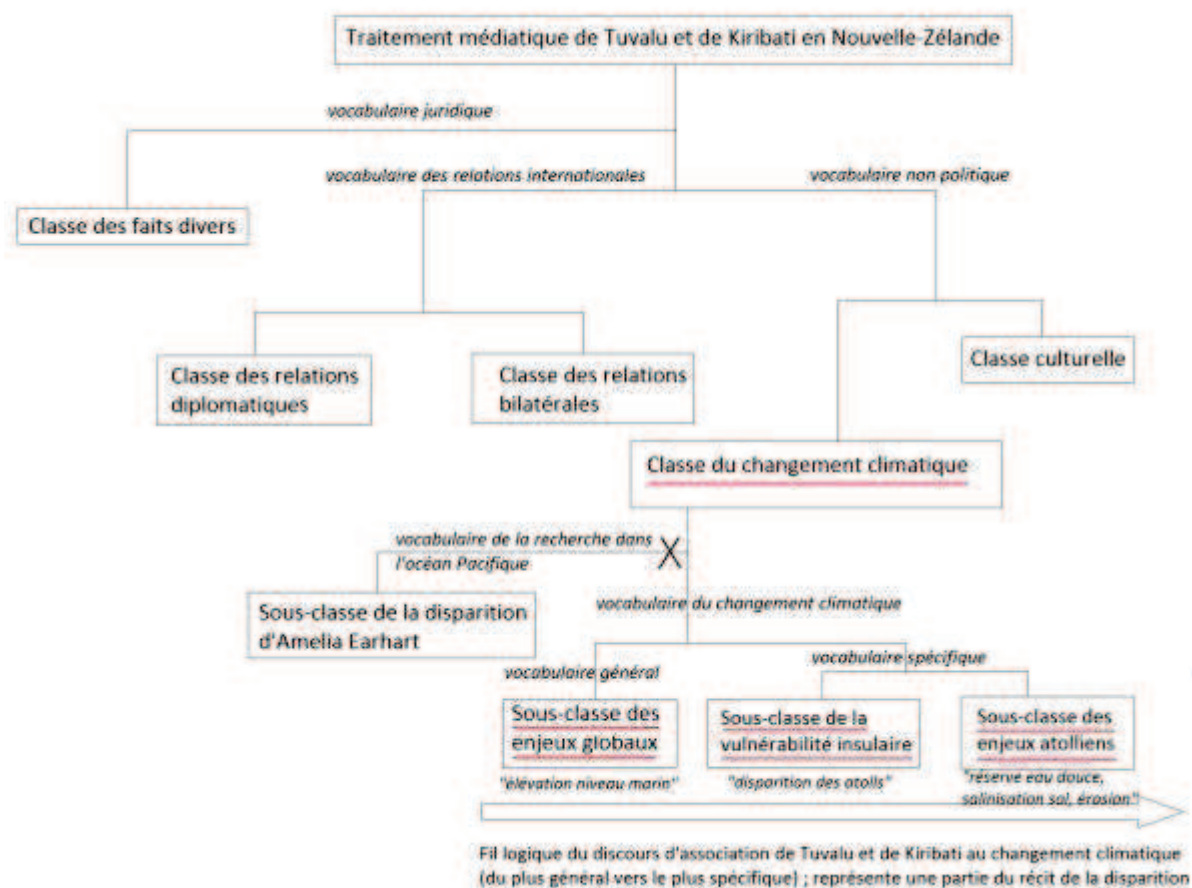 Traitement médiatique de Tuvalu et de Kiribati en Nouvelle-Zélande
vocabulaire juridique
vocabulaire des relations internationales
vocabulaire non politique
Classe des faits divers
Classe des relations
diplomatiques
Classe des relations
bilatérales
Classe culturelle
Classe du changement climatique
vocabulaire de la recherche dans
l'océan Pacifique
Sous-classe de la disparition
d'Amelia Earhart
vocabulaire du changement climatique
vocabulaire général
vocabulaire spécifique
Sous-classe des
enjeux globaux
Sous-classe de la
vulnérabilité insulaire
Sous-classe des
enjeux atolliens
"élévation niveau marin"
"disparition des atolls"
"réserve eau douce,
salinisation sol, érosion"
Fil logique du discours d'association de Tuvalu et de Kiribati au changement climatique
(du plus général vers le plus spécifique) ; représente une partie du récit de la disparition